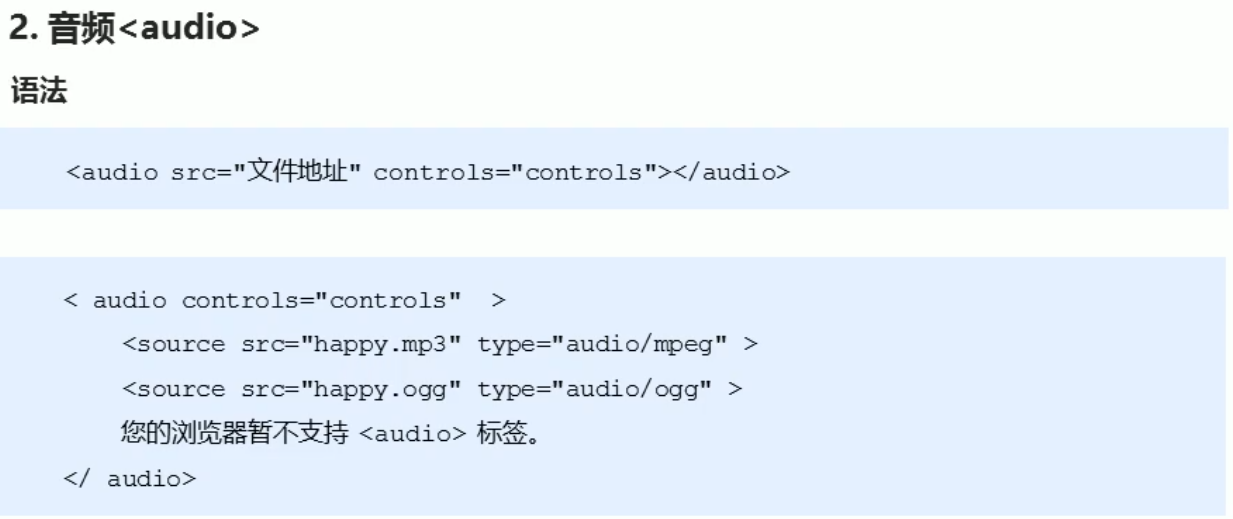 2. 音频<audio>
语法
<audio src="文件地址" controls="controls"></audio>
< audio controls="controls"  >
<source src="happy.mp3" type="audio/mpeg" >
<source src="happy.ogg" type="audio/ogg" >
您的浏览器暂不支持 <audio> 标签。
</ audio>